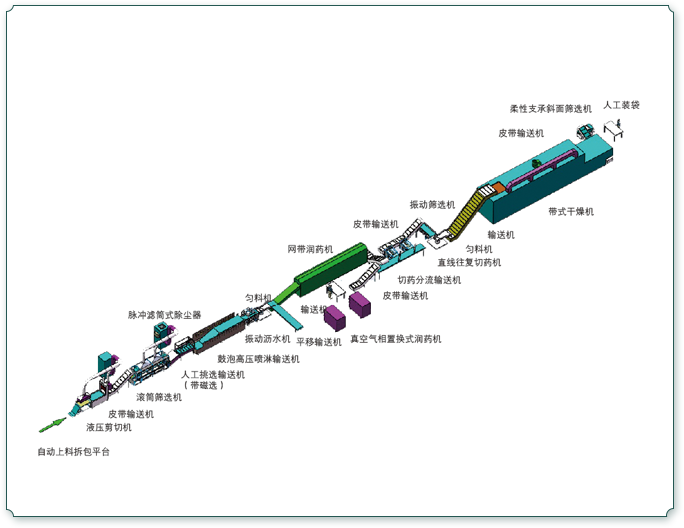 柔性支承斜面筛选机
人工装袋
皮带输送机
带式干燥机
振动筛选机
输送机
皮带输送机
匀料机
直线往复切药机
网带润药机
切药分流输送机
皮带输送机
匀料机
输送机
脉冲滤筒式除尘器
振动沥水机
平移输送机
真空气相置换式润药机
鼓泡高压喷淋输送机
人工挑选输送机
（带磁选）
滚筒筛选机
皮带输送机
液压剪切机
自动上料拆包平台